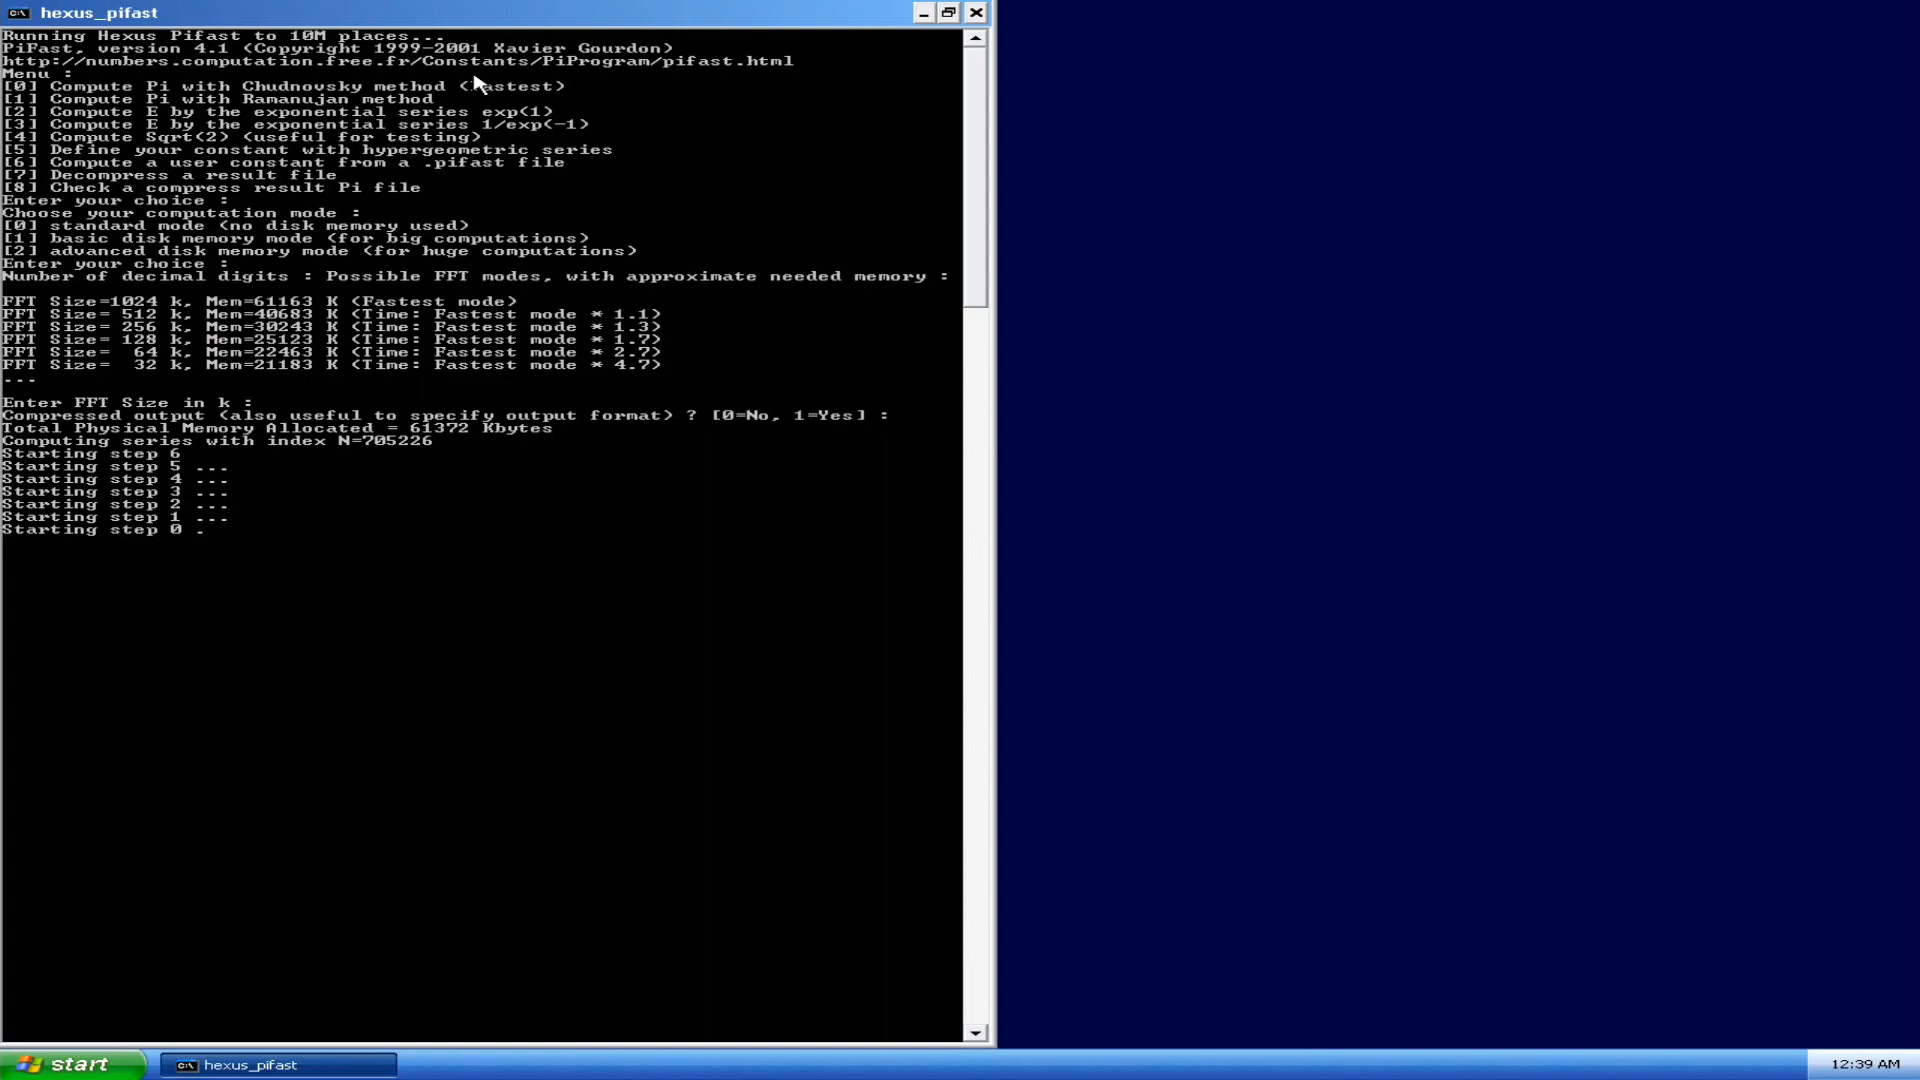 hexus_pifast
Running Hexus Pifast to 10M places...
PiFast, version 4.1 (Copyright 1999-2001 Xavier Gourdon)
http://numbers.computation.free.fr/Constants/PiProgram/pifast.html
Menu :
[0] Compute Pi with Chudnovsky method (Fastest)
[1] Compute Pi with Ramanujan method
[2] Compute E by the exponential series exp(1)
[3] Compute E by the exponential series 1/exp(-1)
[4] Compute Sqrt(2) (useful for testing)
[5] Define your constant with hypergeometric series
[6] Compute a user constant from a .pifast file
[7] Decompress a result file
[8] Check a compress result Pi file
Enter your choice :
Choose your computation mode :
[0] standard mode (no disk memory used)
[1] basic disk memory mode (for big computations)
[2] advanced disk memory mode (for huge computations)
Enter your choice :
Number of decimal digits : Possible FFT modes, with approximate needed memory :
FFT Size=1024 k, Mem=61163 K (Fastest mode)
FFT Size= 512 k, Mem=40683 K (Time: Fastest mode * 1.1)
FFT Size= 256 k, Mem=30243 K (Time: Fastest mode * 1.3)
FFT Size= 128 k, Mem=25123 K (Time: Fastest mode * 1.7)
FFT Size=  64 k, Mem=22463 K (Time: Fastest mode * 2.7)
FFT Size=  32 k, Mem=21183 K (Time: Fastest mode * 4.7)
...
Enter FFT Size in k :
Compressed output (also useful to specify output format) ? [0=No, 1=Yes] :
Total Physical Memory Allocated = 61372 Kbytes
Computing series with index N=705226
Starting step 6
Starting step 5 ...
Starting step 4 ...
Starting step 3 ...
Starting step 2 ...
Starting step 1 ...
Starting step 0 .
start
hexus_pifast
12:39 AM